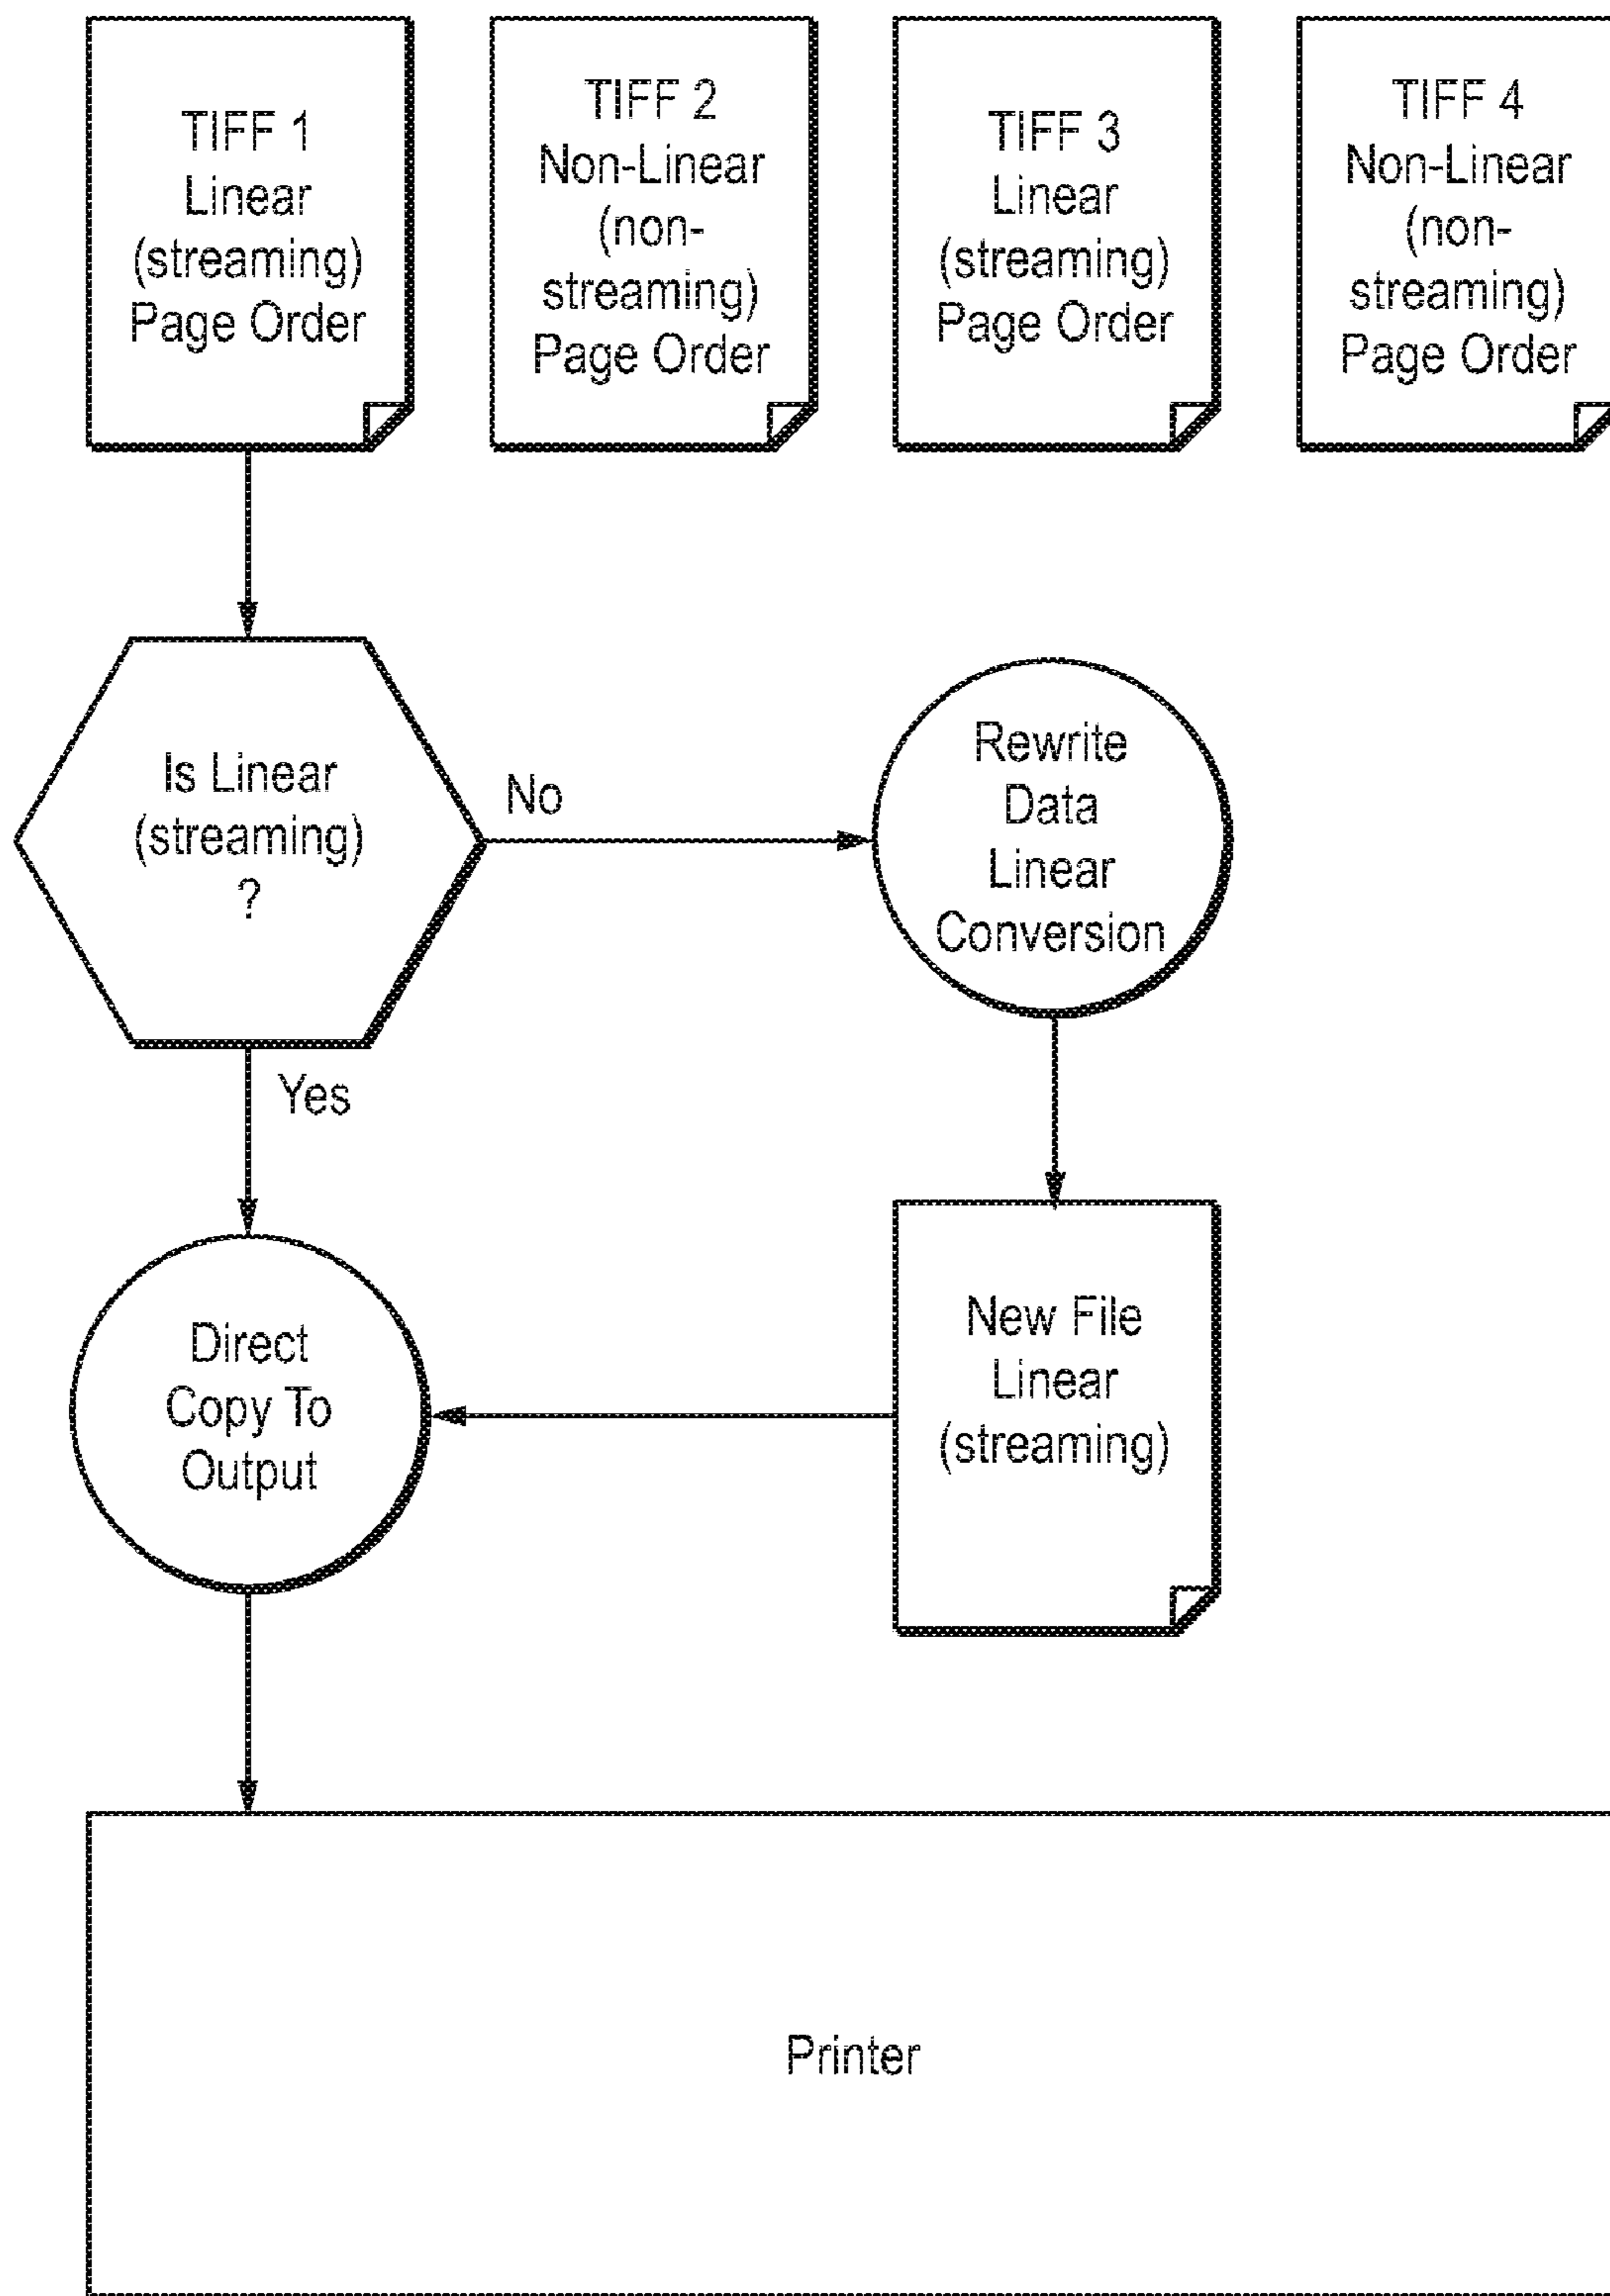 TIFF 1
Linear
(streaming)
Page Order
TIFF 2
Non-Linear
(non-
streaming)
Page Order
TIFF 3
Linear
(streaming)
Page Order
TIFF 4
Non-Linear
(non-
streaming)
Page Order
Is Linear
(streaming)
?
No
Rewrite
Data
Linear
Conversion
Yes
Direct
Copy To
Output
New File
Linear
(streaming)
Printer